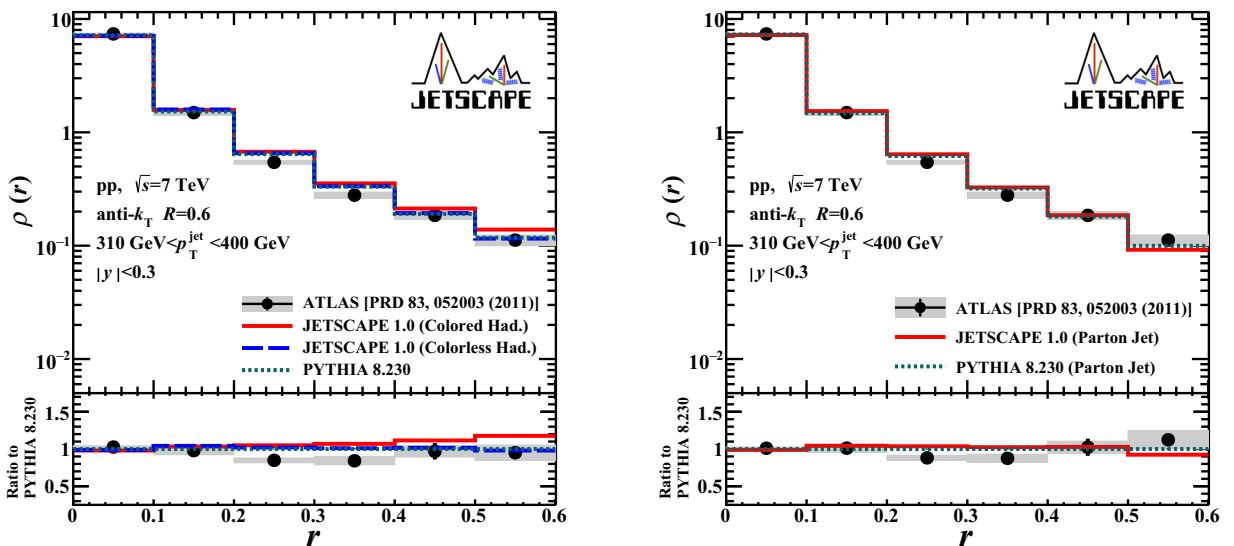 10
1
10⁻¹
10⁻²
ρ (r)
JETSCAPE
pp, √s=7 TeV
anti-kT R=0.6
310 GeV<pT^jet <400 GeV
|y|<0.3
ATLAS [PRD 83, 052003 (2011)]
JETSCAPE 1.0 (Colored Had.)
JETSCAPE 1.0 (Colorless Had.)
PYTHIA 8.230
Ratio to
PYTHIA 8.230
1.5
1
0.5
0 0.1 0.2 0.3 0.4 0.5 0.6
r
10
1
10⁻¹
10⁻²
ρ (r)
JETSCAPE
pp, √s=7 TeV
anti-kT R=0.6
310 GeV<pT^jet <400 GeV
|y|<0.3
ATLAS [PRD 83, 052003 (2011)]
JETSCAPE 1.0 (Parton Jet)
PYTHIA 8.230 (Parton Jet)
Ratio to
PYTHIA 8.230
1.5
1
0.5
0 0.1 0.2 0.3 0.4 0.5 0.6
r